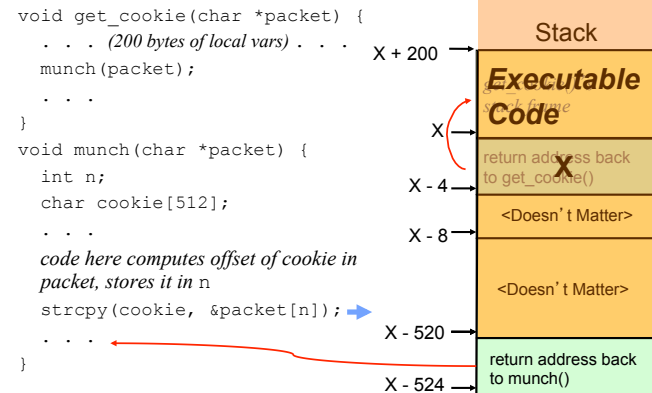 void get_cookie(char *packet) {
. . . (200 bytes of local vars) . . .
munch(packet);
. . .
}
void munch(char *packet) {
int n;
char cookie[512];
. . .
code here computes offset of cookie in
packet, stores it in n
strcpy(cookie, &packet[n]);
. . .
}
Stack
X + 200
Executable
Code
stack frame
X
return address back
to get_cookie()
X
X - 4
<Doesn’t Matter>
X - 8
<Doesn’t Matter>
X - 520
return address back
to munch()
X - 524